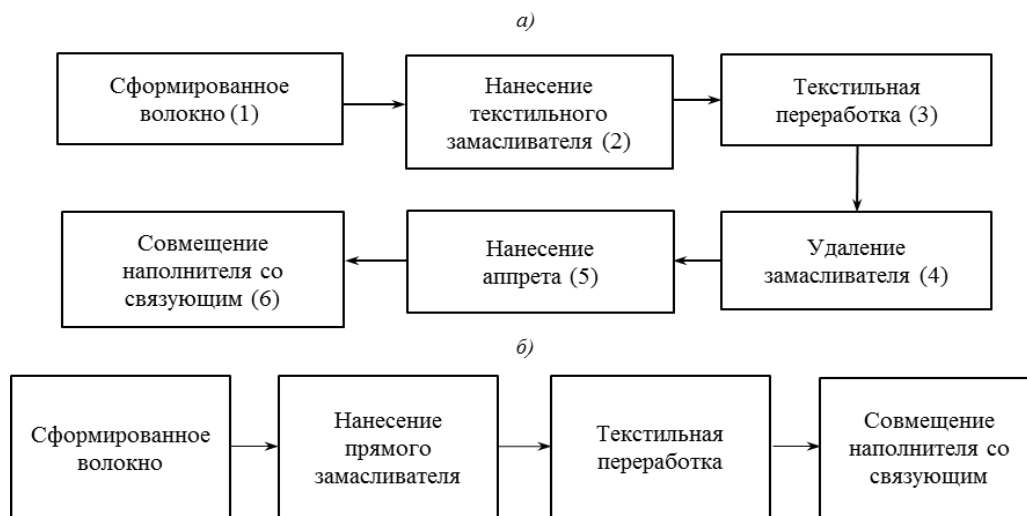 а)
Сформированное
волокно (1)
Нанесение
текстильного
замасливателя (2)
Текстильная
переработка (3)
Совмещение
наполнителя со
связующим (6)
Нанесение
аппрета (5)
Удаление
замасливателя (4)
б)
Сформированное
волокно
Нанесение
прямого
замасливателя
Текстильная
переработка
Совмещение
наполнителя со
связующим